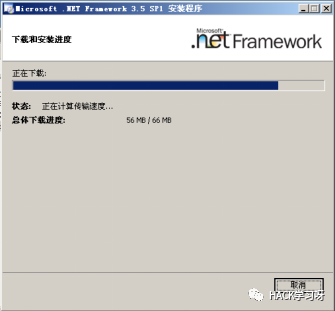 Microsoft .NET Framework 3.5 SP1 安装程序
下载和安装进度
Microsoft
.net Framework
正在下载:
状态: 正在计算传输速度...
总体下载进度: 56 MB / 66 MB
取消
HACK学习牙